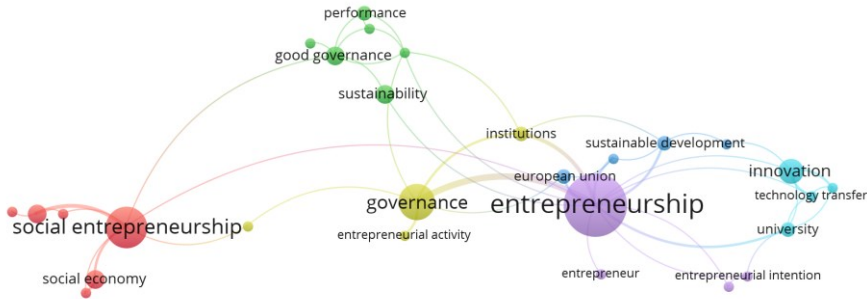 performance
good governance
sustainability
institutions
sustainable development
european union
innovation
technology transfer
governance
entrepreneurship
social entrepreneurship
entrepreneurial activity
university
social economy
entrepreneur
entrepreneurial intention